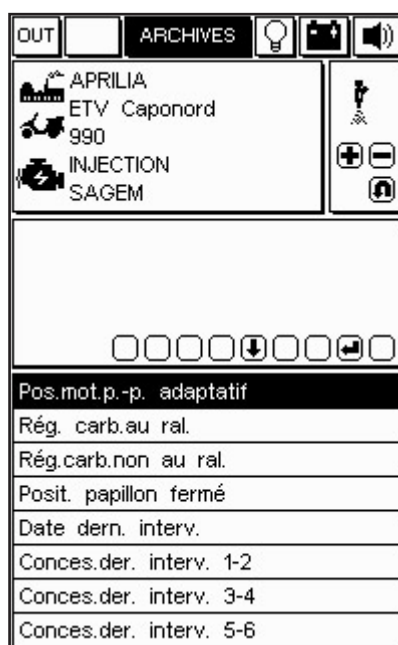 OUT ARCHIVES
APRILIA
ETV Caponord
990
INJECTION
SAGEM
Pos.mot.p.-p. adaptatif
Rég. carb.au ral.
Rég.carb.non au ral.
Posit. papillon fermé
Date dern. interv.
Conces.der. interv. 1-2
Conces.der. interv. 3-4
Conces.der. interv. 5-6